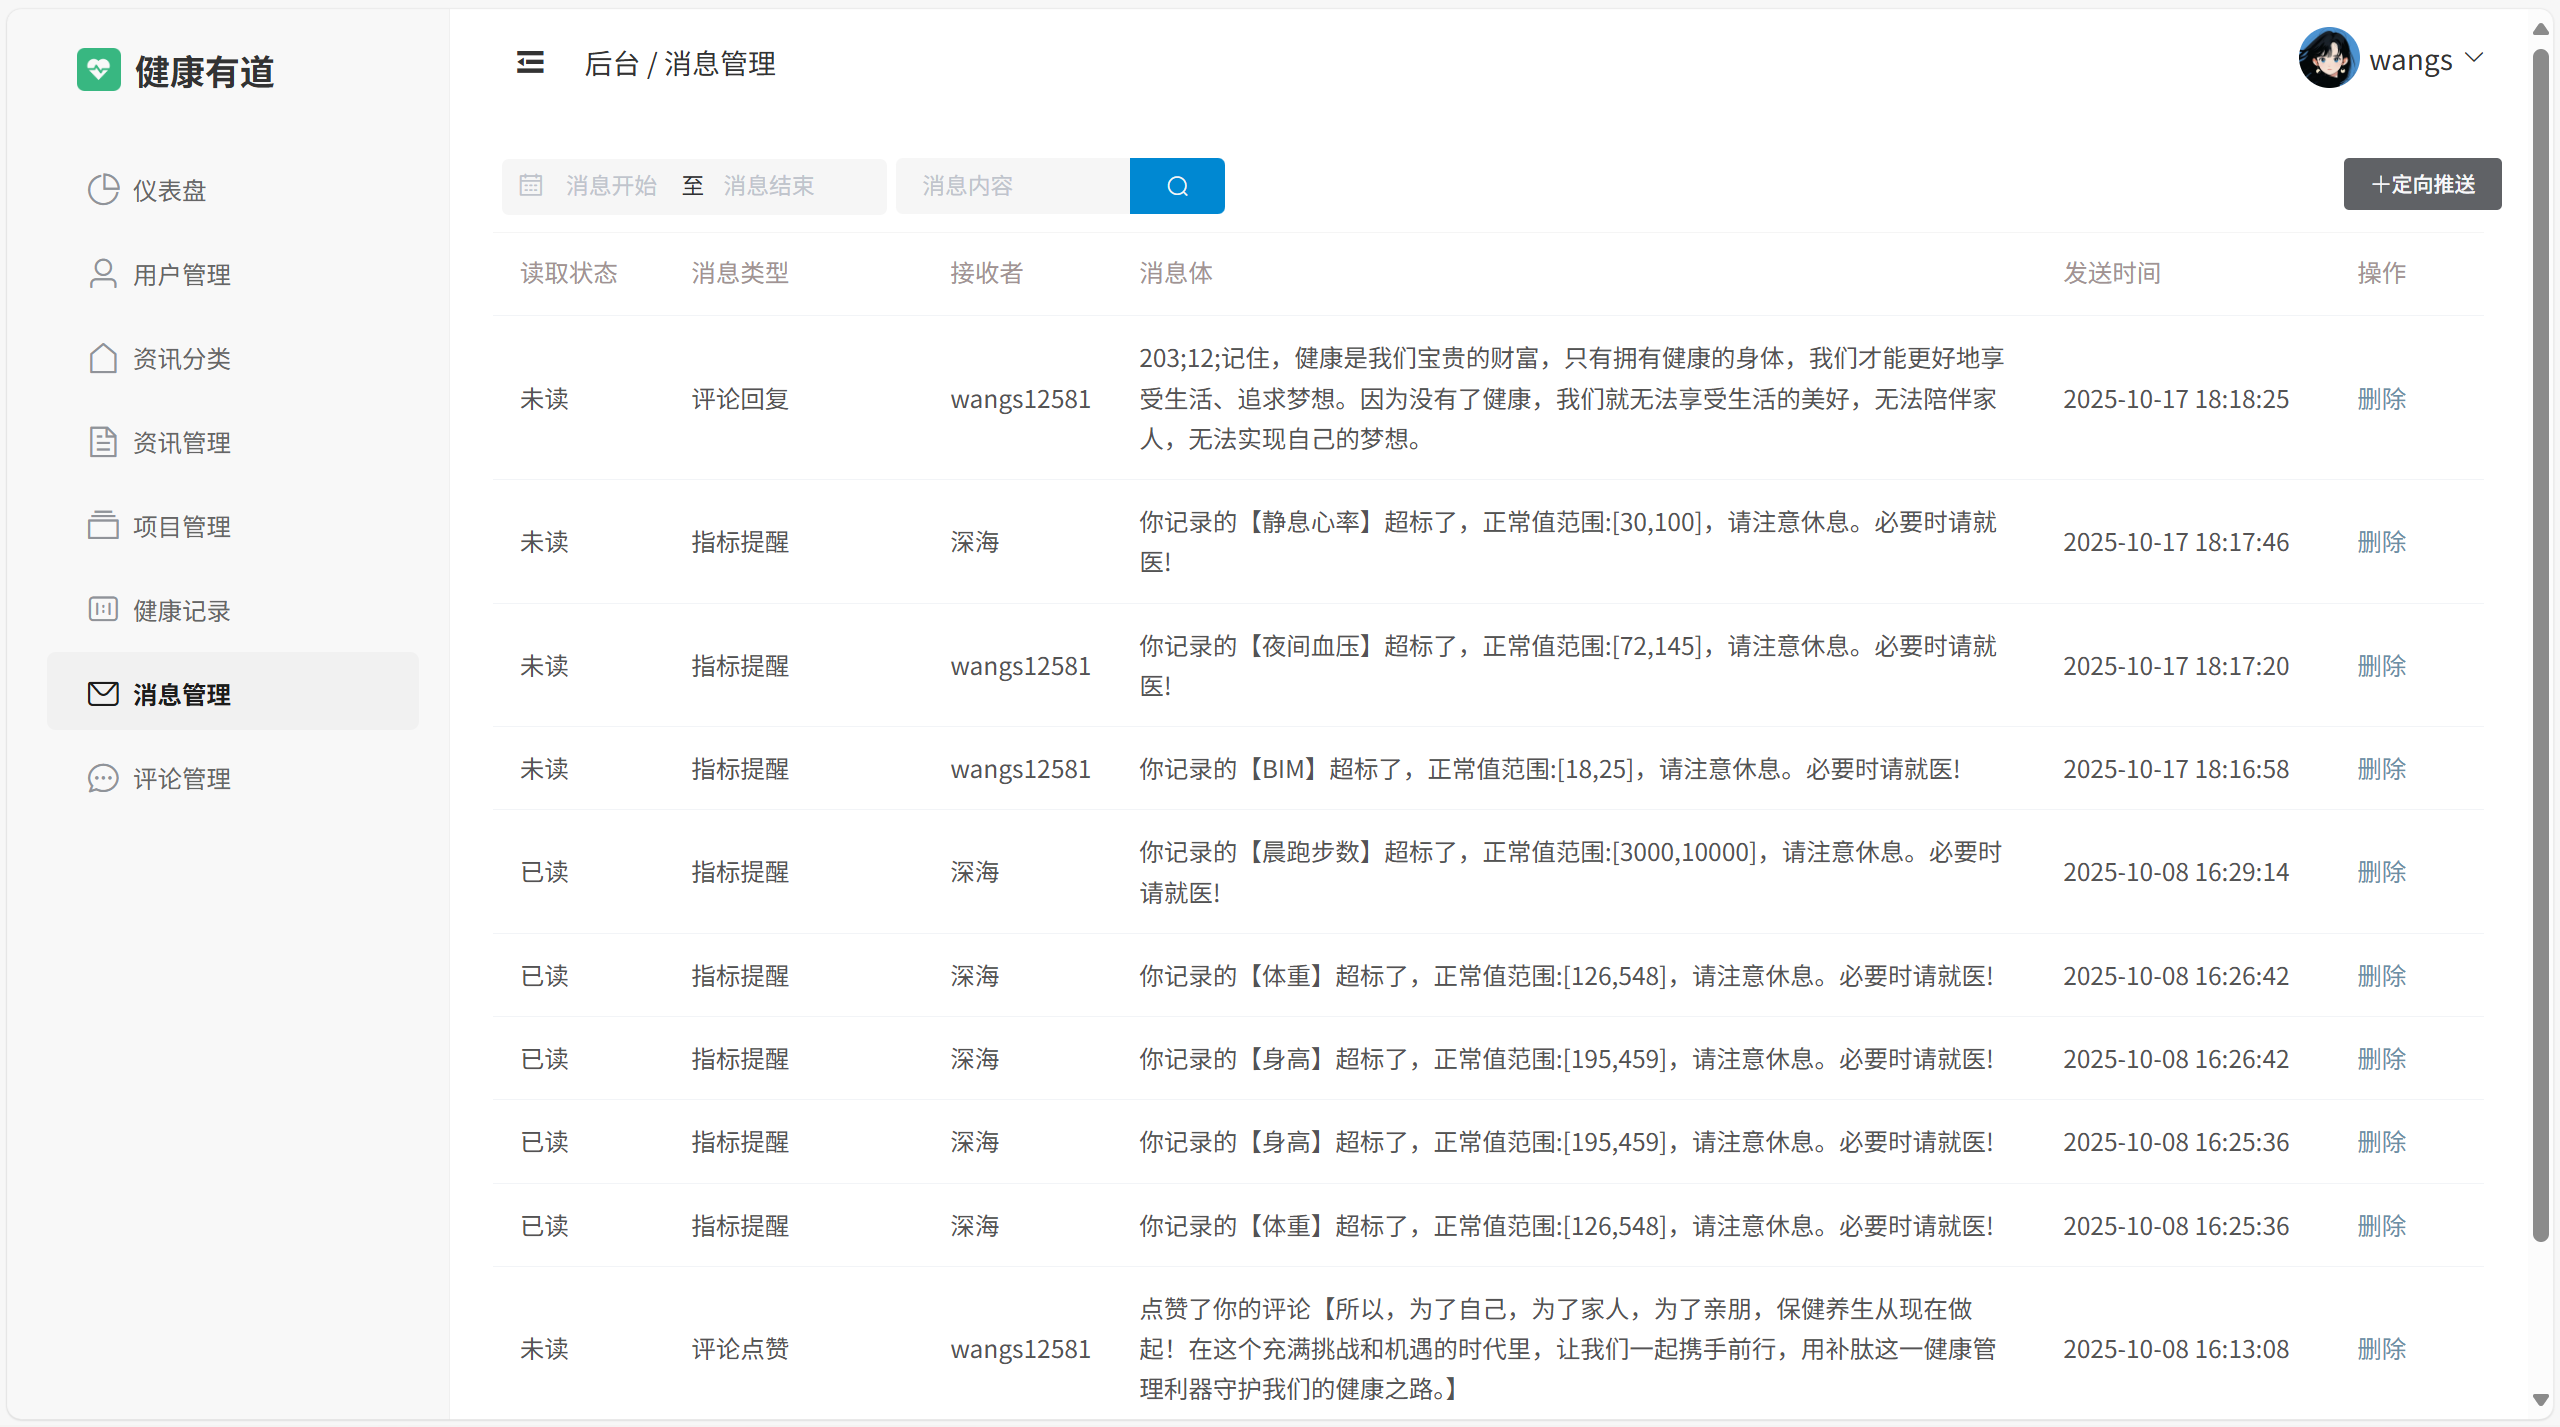 健康有道
仪表盘
用户管理
资讯分类
资讯管理
项目管理
健康记录
消息管理
评论管理
后台 / 消息管理
wangs
消息开始 至 消息结束 消息内容
+定向推送
读取状态 消息类型 接收者 消息体 发送时间 操作
203;12;记住，健康是我们宝贵的财富，只有拥有健康的身体，我们才能更好地享
未读 评论回复 wangs12581 受生活、追求梦想。因为没有了健康，我们就无法享受生活的美好，无法陪伴家 2025-10-17 18:18:25 删除
人，无法实现自己的梦想。
你记录的【静息心率】超标了，正常值范围:[30,100]，请注意休息。必要时请就
未读 指标提醒 深海 2025-10-17 18:17:46 删除
医!
你记录的【夜间血压】超标了，正常值范围:[72,145]，请注意休息。必要时请就
未读 指标提醒 wangs12581 2025-10-17 18:17:20 删除
医!
未读 指标提醒 wangs12581 你记录的【BIM】超标了，正常值范围:[18,25]，请注意休息。必要时请就医! 2025-10-17 18:16:58 删除
你记录的【晨跑步数】超标了，正常值范围:[3000,10000]，请注意休息。必要时
已读 指标提醒 深海 2025-10-08 16:29:14 删除
请就医!
已读 指标提醒 深海 你记录的【体重】超标了，正常值范围:[126,548]，请注意休息。必要时请就医! 2025-10-08 16:26:42 删除
已读 指标提醒 深海 你记录的【身高】超标了，正常值范围:[195,459]，请注意休息。必要时请就医! 2025-10-08 16:26:42 删除
已读 指标提醒 深海 你记录的【身高】超标了，正常值范围:[195,459]，请注意休息。必要时请就医! 2025-10-08 16:25:36 删除
已读 指标提醒 深海 你记录的【体重】超标了，正常值范围:[126,548]，请注意休息。必要时请就医! 2025-10-08 16:25:36 删除
点赞了你的评论【所以，为了自己，为了家人，为了亲朋，保健养生从现在做
未读 评论点赞 wangs12581 起！在这个充满挑战和机遇的时代里，让我们一起携手前行，用补肽这一健康管 2025-10-08 16:13:08 删除
理利器守护我们的健康之路。】